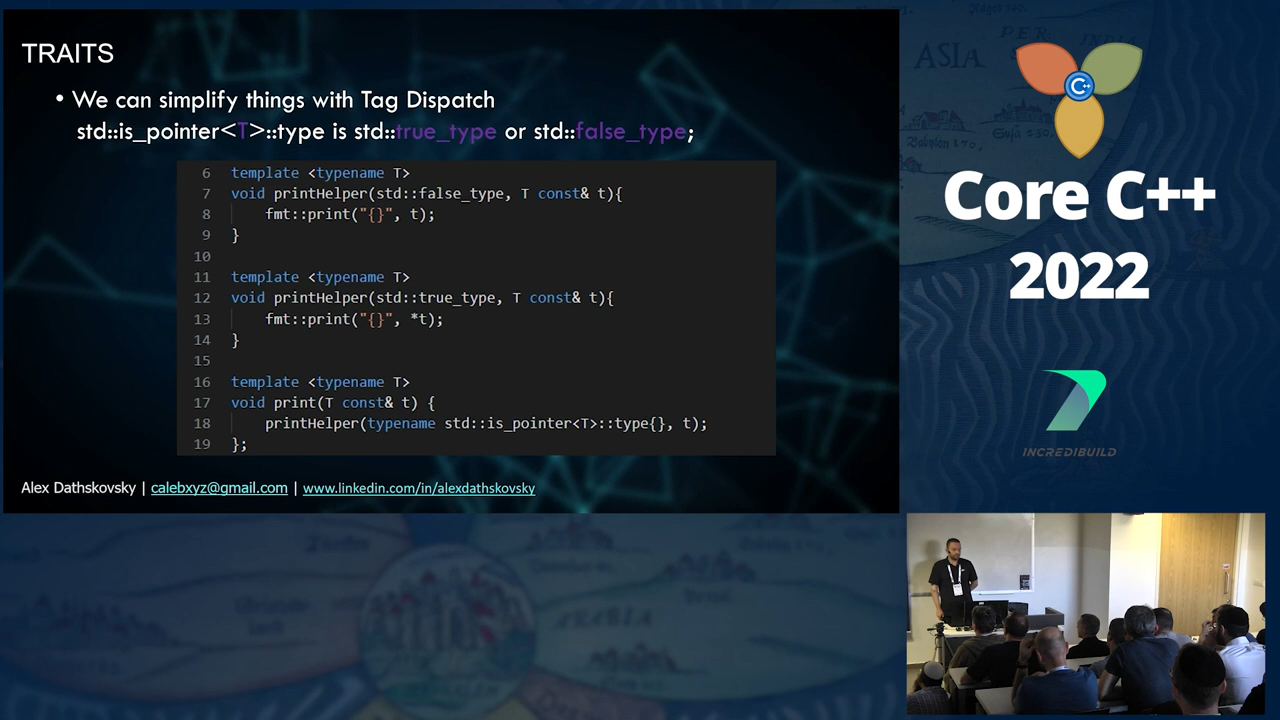 TRAITS
• We can simplify things with Tag Dispatch
std::is_pointer<T>::type is std::true_type or std::false_type;
6 template <typename T>
7 void printHelper(std::false_type, T const& t){
8 fmt::print("{}", t);
9 }
10
11 template <typename T>
12 void printHelper(std::true_type, T const& t){
13 fmt::print("{}", *t);
14 }
15
16 template <typename T>
17 void print(T const& t) {
18 printHelper(typename std::is_pointer<T>::type{}, t);
19 };
Alex Dathskovsky | calebxyz@gmail.com | www.linkedin.com/in/alexdathskovsky
ASIA
PERS
INDIA
Babylon
C++
Core C++
2022
INCREDIBUILD